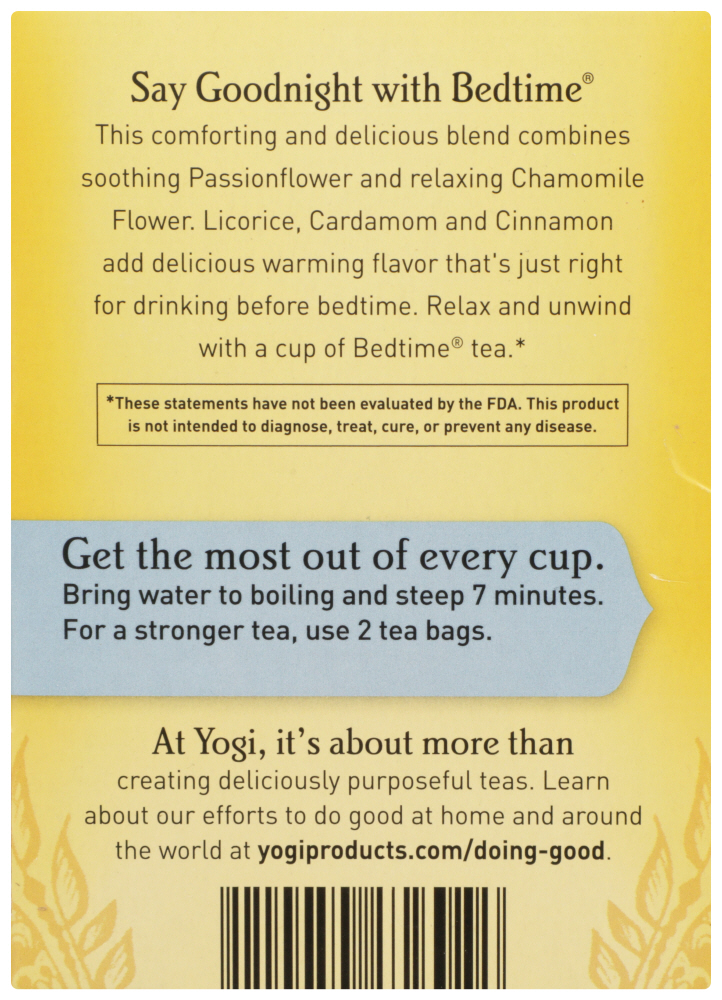 Say Goodnight with Bedtime®
This comforting and delicious blend combines
soothing Passionflower and relaxing Chamomile
Flower. Licorice, Cardamom and Cinnamon
add delicious warming flavor that's just right
for drinking before bedtime. Relax and unwind
with a cup of Bedtime® tea.*
*These statements have not been evaluated by the FDA. This product
is not intended to diagnose, treat, cure, or prevent any disease.
Get the most out of every cup.
Bring water to boiling and steep 7 minutes.
For a stronger tea, use 2 tea bags.
At Yogi, it's about more than
creating deliciously purposeful teas. Learn
about our efforts to do good at home and around
the world at yogiproducts.com/doing-good.